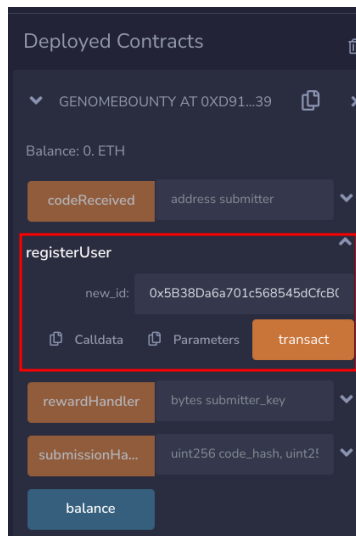 Deployed Contracts
GENOMEBOUNTY AT 0XD91...39
Balance: 0. ETH
codeReceived address submitter
registerUser
new_id: 0x5B38Da6a701c568545dCfcB(
Calldata Parameters transact
rewardHandler bytes submitter_key
submissionHa... uint256 code_hash, uint25
balance